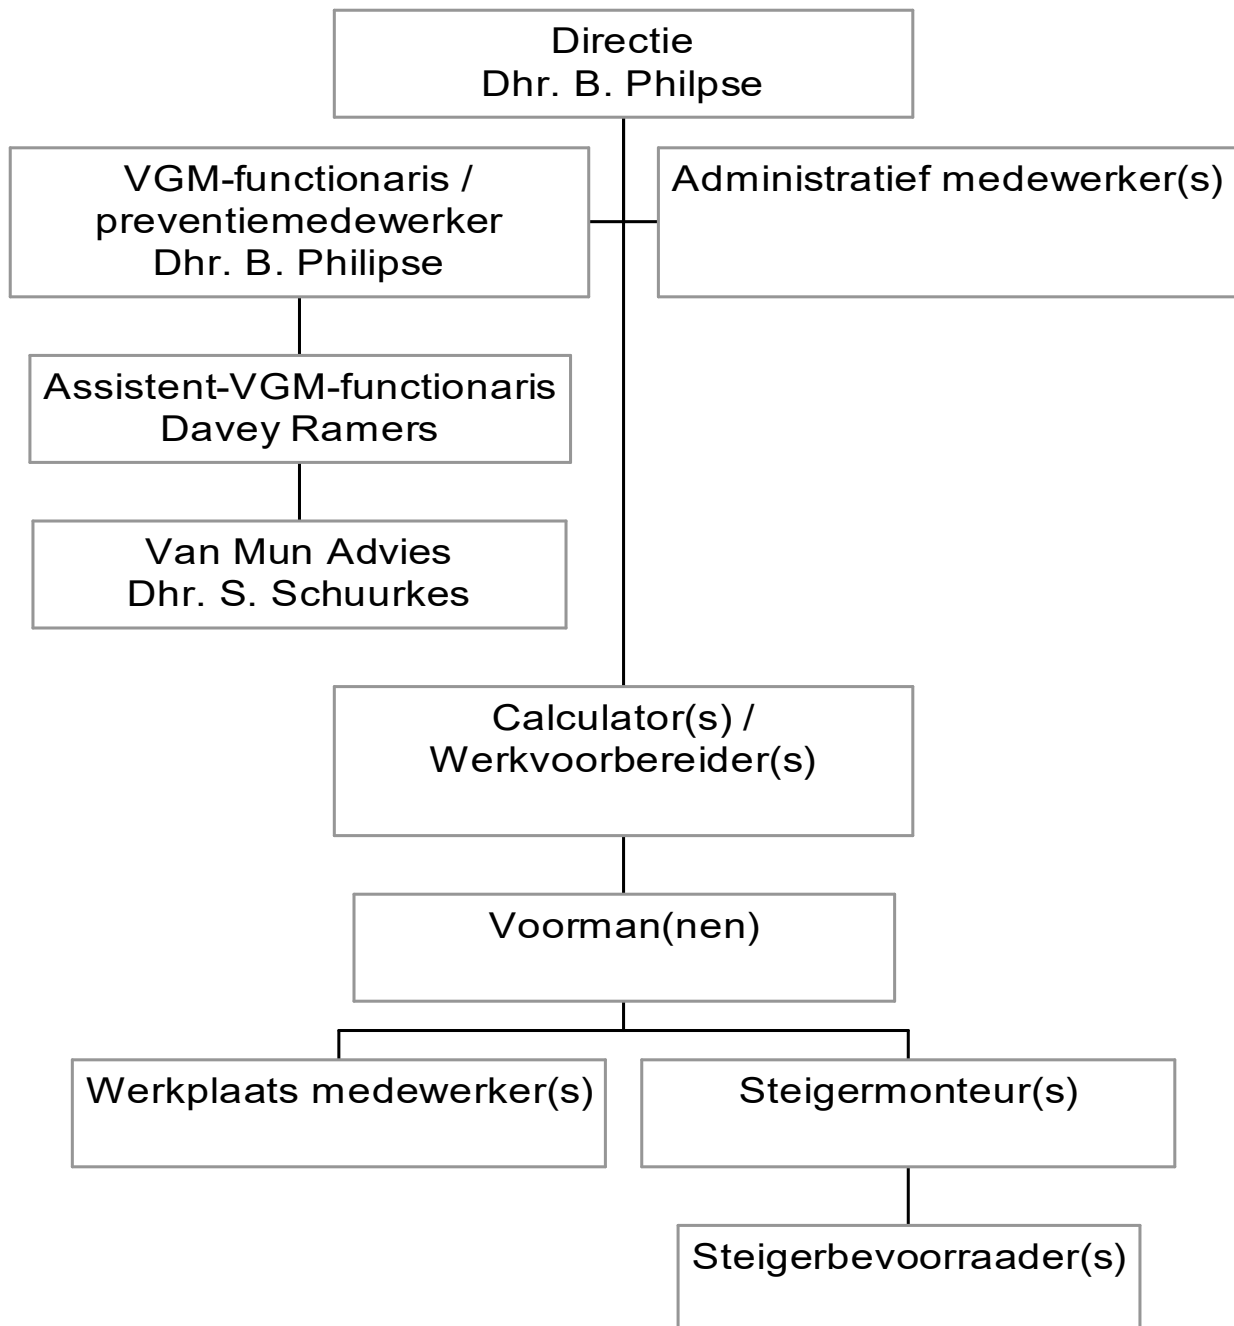 Directie
Dhr. B. Philpse
VGM-functionaris /
preventiemedewerker
Dhr. B. Philipse
Administratief medewerker(s)
Assistent-VGM-functionaris
Davey Ramers
Van Mun Advies
Dhr. S. Schuurkes
Calculator(s) /
Werkvoorbereider(s)
Voorman(nen)
Werkplaats medewerker(s)
Steigermonteur(s)
Steigerbevoorraader(s)